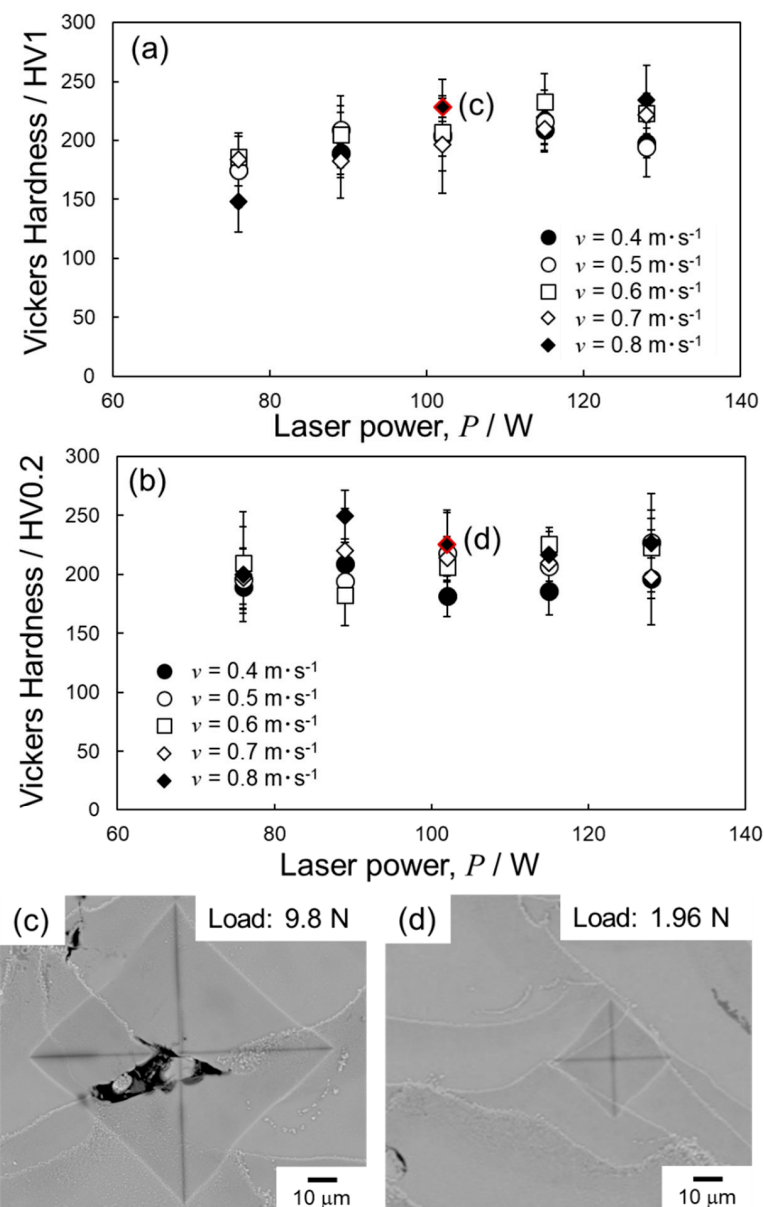 (a)
Vickers Hardness / HV1
300
250
200
150
100
50
0
(c)
v = 0.4 m·s-1
v = 0.5 m·s-1
v = 0.6 m·s-1
v = 0.7 m·s-1
v = 0.8 m·s-1
60 80 100 120 140
Laser power, P / W
(b)
Vickers Hardness / HV0.2
300
250
200
150
100
50
0
(d)
v = 0.4 m·s-1
v = 0.5 m·s-1
v = 0.6 m·s-1
v = 0.7 m·s-1
v = 0.8 m·s-1
60 80 100 120 140
Laser power, P / W
(c) Load: 9.8 N
10 μm
(d) Load: 1.96 N
10 μm